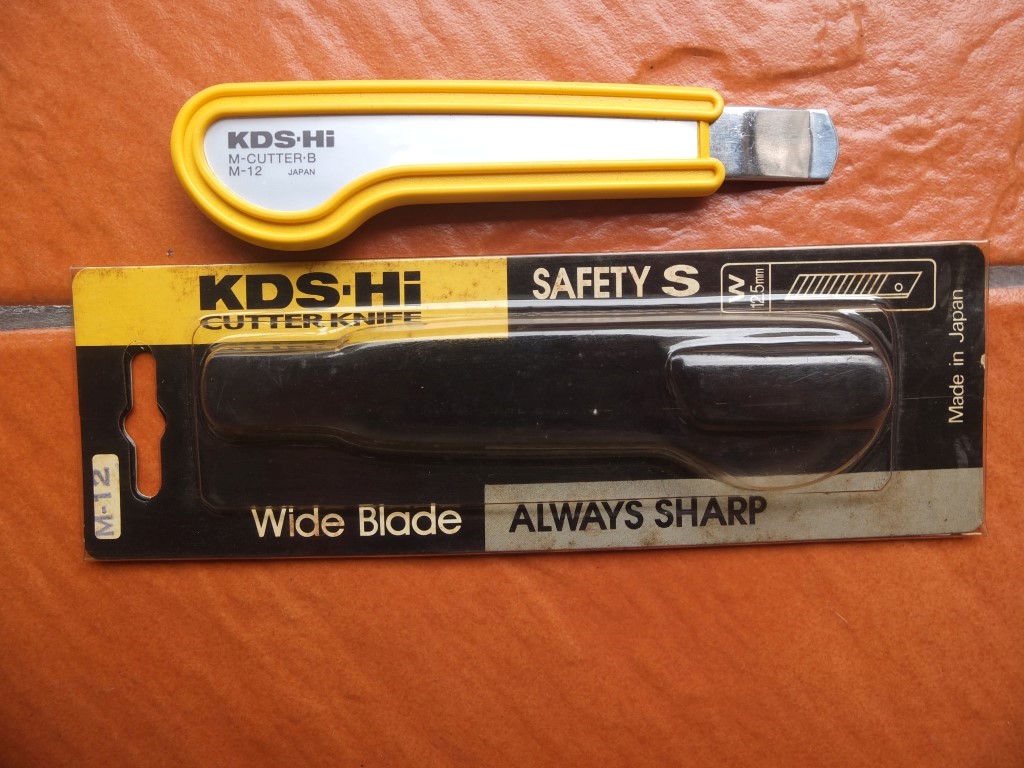 KDS·Hi
M-CUTTER·B
M-12 JAPAN
KDS·Hi
CUTTER KNIFE
SAFETY S
W
12.5mm
Made in Japan
M-12
Wide Blade
ALWAYS SHARP